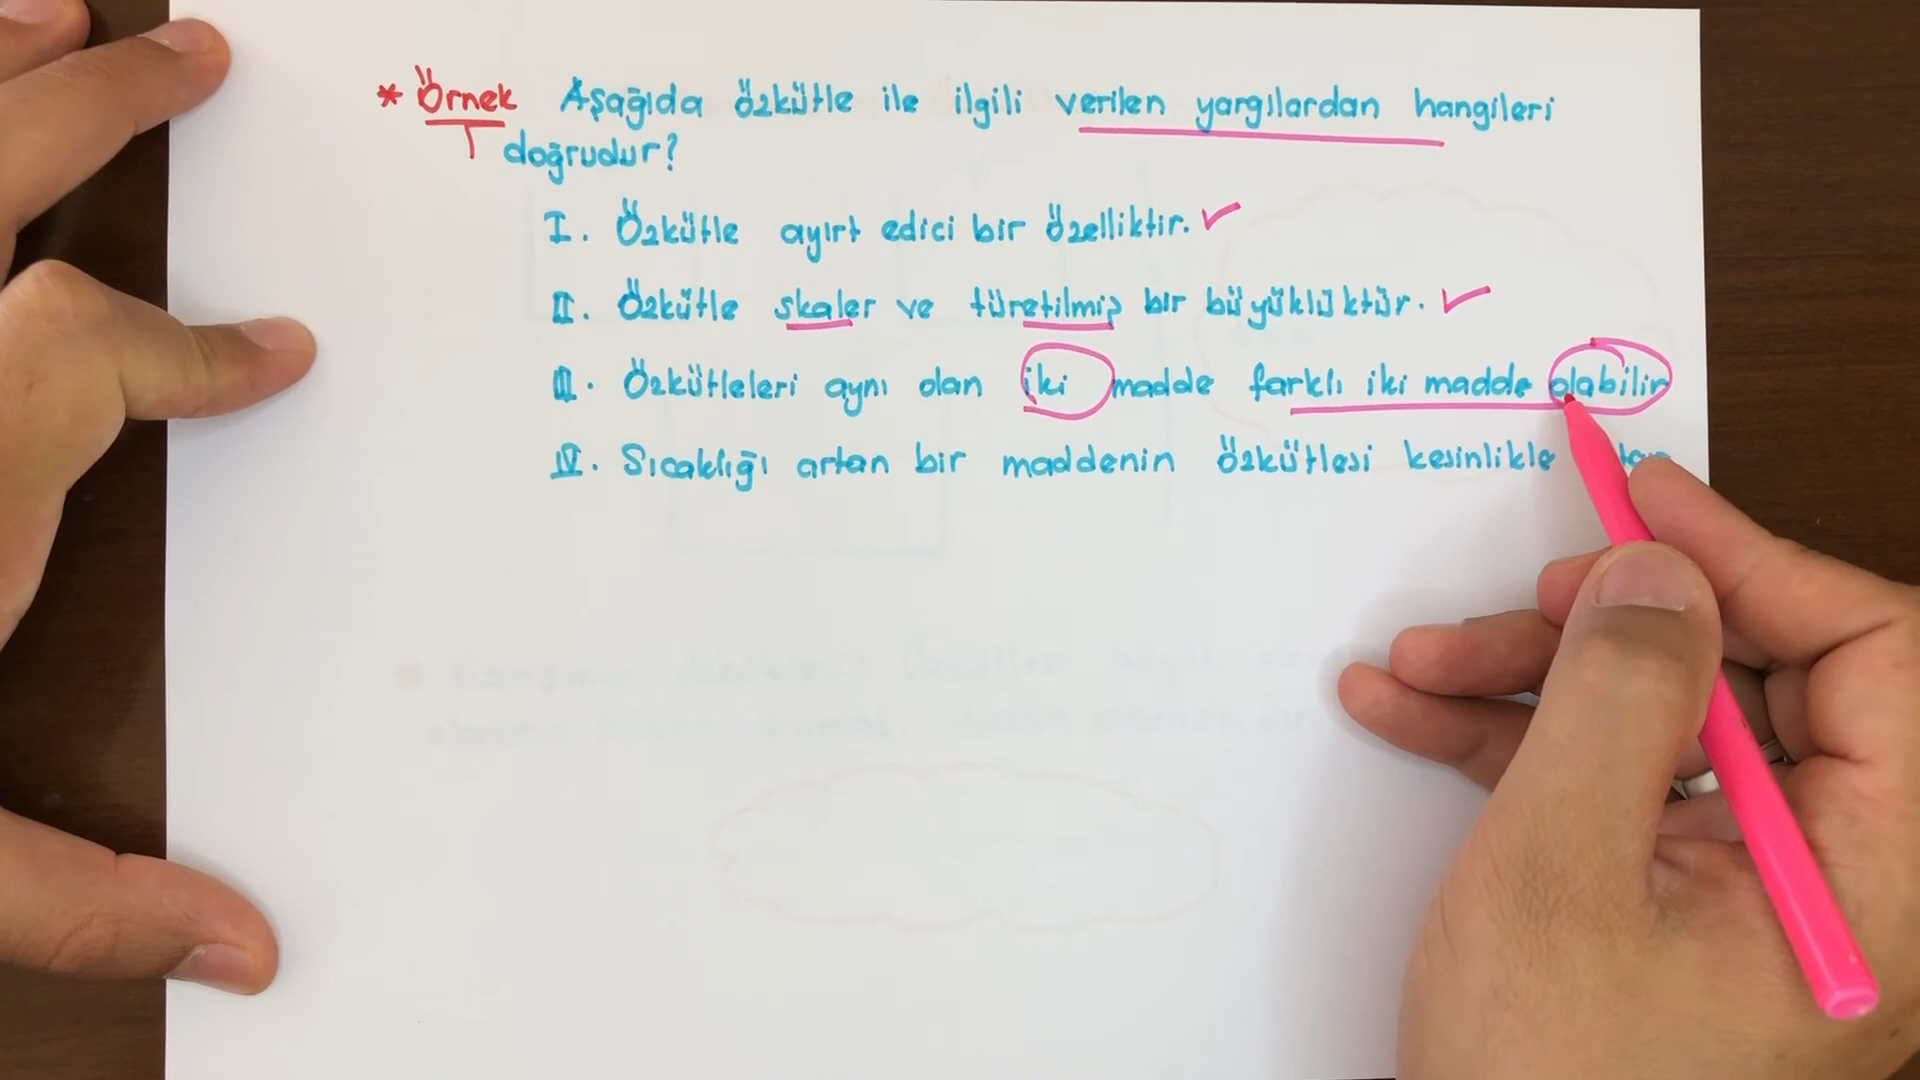 * Örnek Aşağıda özkütle ile ilgili verilen yargılardan hangileri
doğrudur?
I. Özkütle ayırt edici bir özelliktir.
II. Özkütle skaler ve türetilmiş bir büyüklüktür.
III. Özkütleleri aynı olan iki madde farklı iki madde olabilir
IV. Sıcaklığı artan bir maddenin özkütlesi kesinlikle